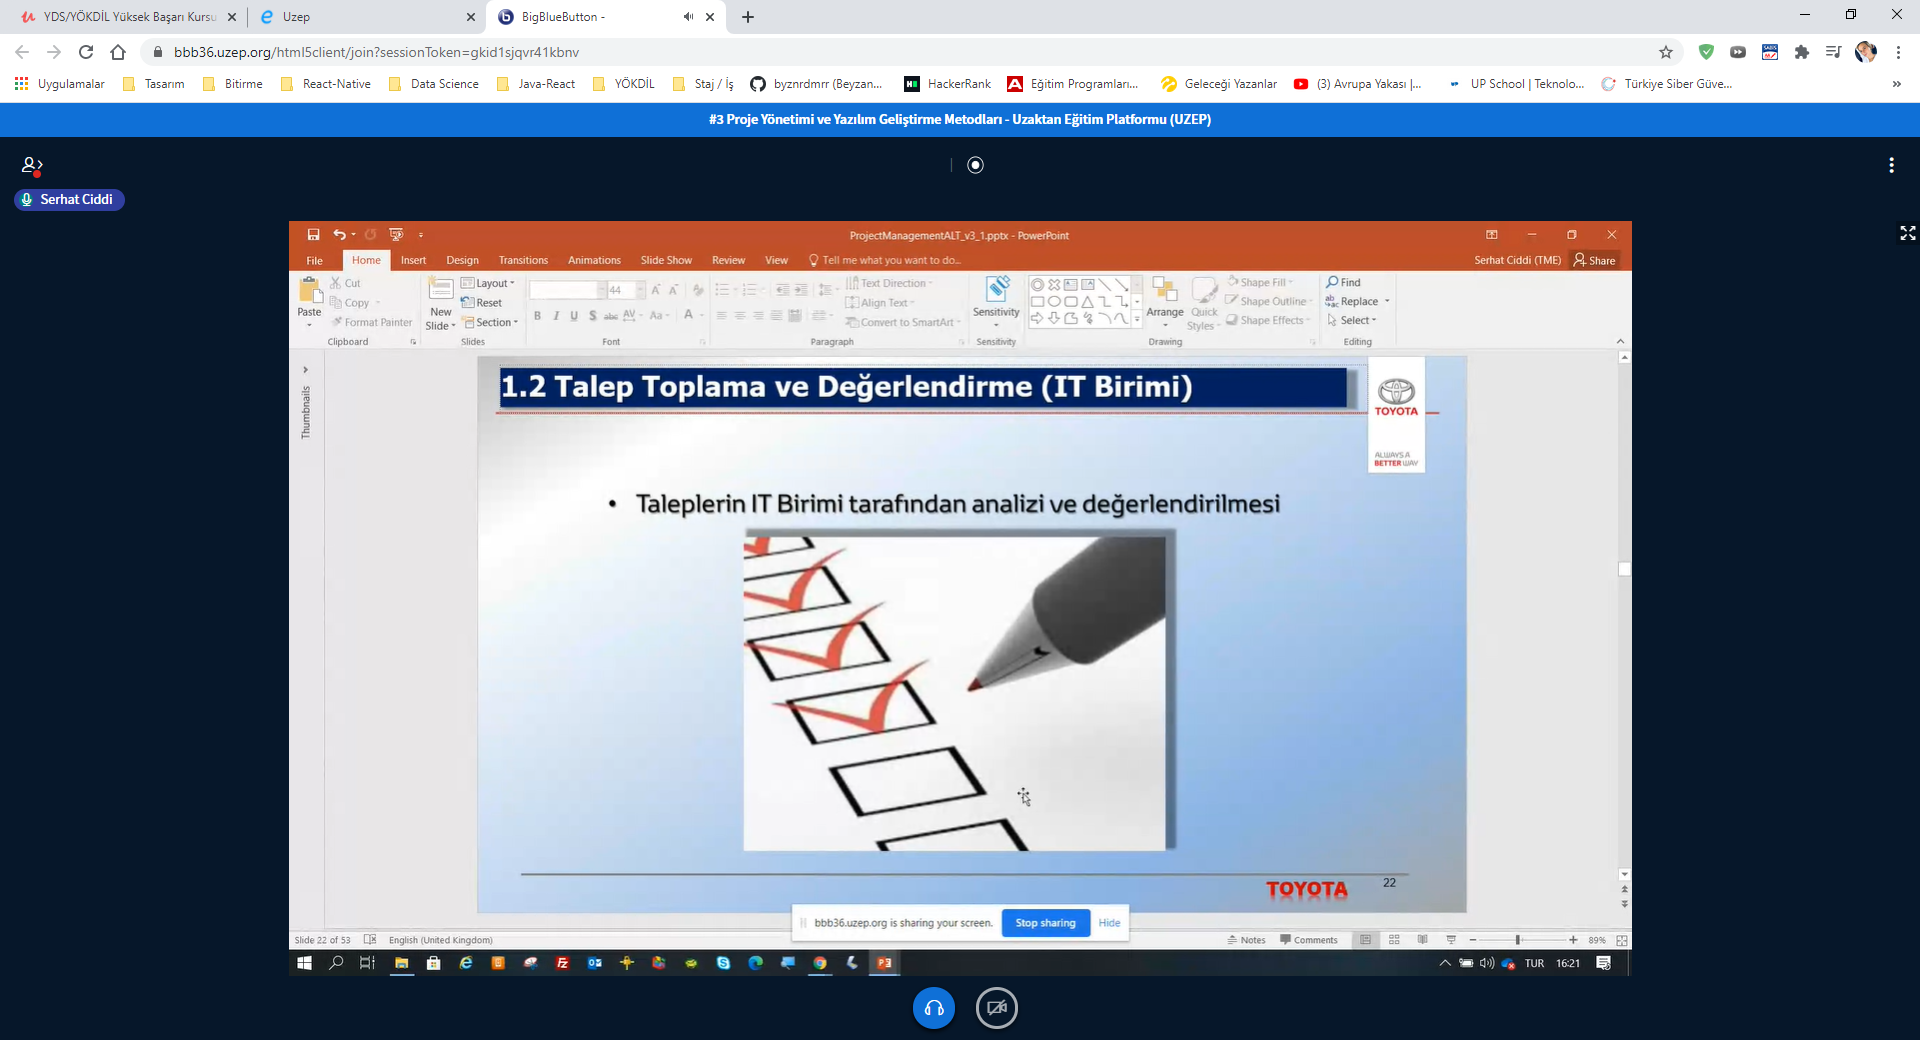 YDS/YÖKDİL Yüksek Başarı Kursu
Uzep
BigBlueButton -
bbb36.uzep.org/html5client/join?sessionToken=gkid1sjqvr41kbnv
Uygulamalar Tasarım Bitirme React-Native Data Science Java-React YÖKDİL Staj / İş byznrdmrr (Beyzan... HackerRank Eğitim Programları... Geleceği Yazanlar (3) Avrupa Yakası |... UP School | Teknolo... Türkiye Siber Güve...
#3 Proje Yönetimi ve Yazılım Geliştirme Metodları - Uzaktan Eğitim Platformu (UZEP)
Serhat Ciddi
ProjectManagementALT_v3_1.pptx - PowerPoint
File Home Insert Design Transitions Animations Slide Show Review View Tell me what you want to do... Serhat Ciddi (TME) Share
Cut Layout Text Direction Shape Fill Find
Copy Reset Align Text Shape Outline Replace
Paste New Slide Format Painter Section Convert to SmartArt Sensitivity Arrange Quick Styles Shape Effects Select
44
Clipboard Slides Font Paragraph Sensitivity Drawing Editing
Thumbnails
1.2 Talep Toplama ve Değerlendirme (IT Birimi)
TOYOTA
ALWAYS A
BETTER WAY
• Taleplerin IT Birimi tarafından analizi ve değerlendirilmesi
TOYOTA 22
bbb36.uzep.org is sharing your screen. Stop sharing Hide
Slide 22 of 53 English (United Kingdom) Notes Comments 89%
TUR 16:21